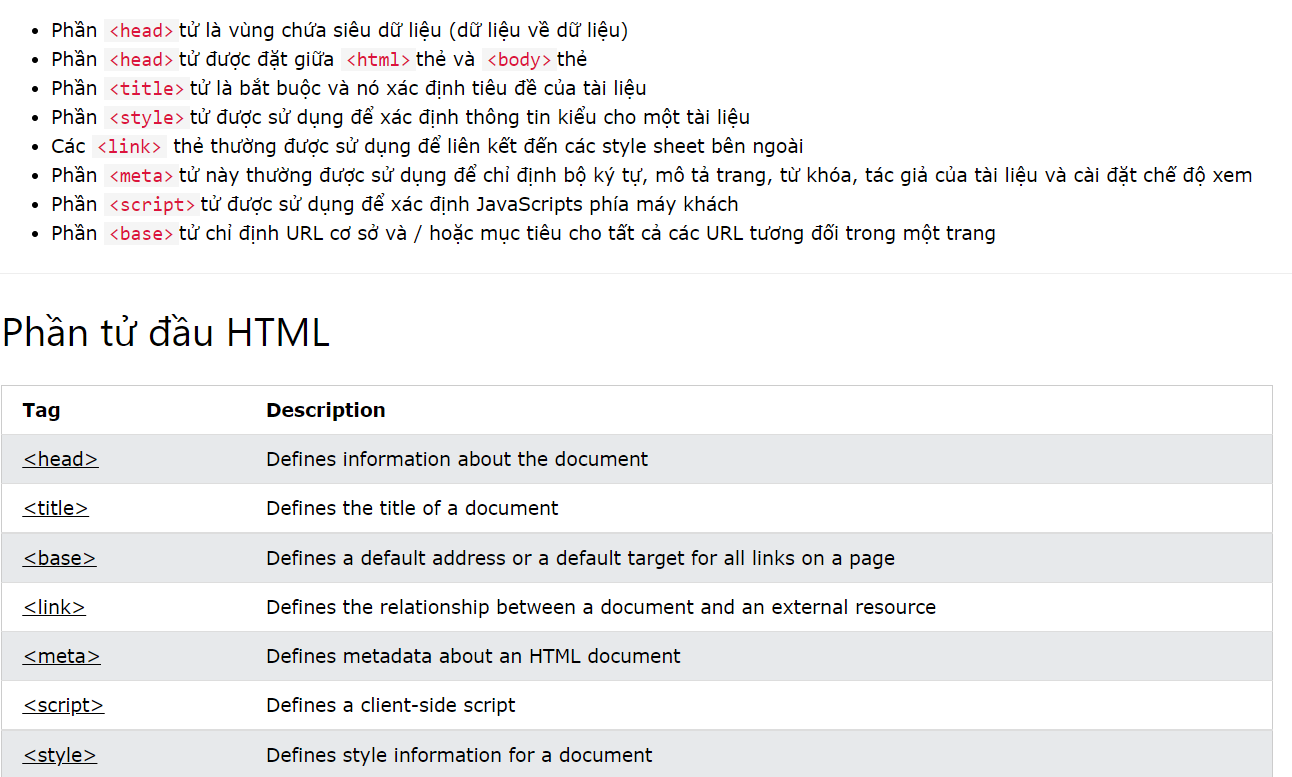 • Phần <head> tử là vùng chứa siêu dữ liệu (dữ liệu về dữ liệu)
• Phần <head> tử được đặt giữa <html> thẻ và <body> thẻ
• Phần <title> tử là bắt buộc và nó xác định tiêu đề của tài liệu
• Phần <style> tử được sử dụng để xác định thông tin kiểu cho một tài liệu
• Các <link> thẻ thường được sử dụng để liên kết đến các style sheet bên ngoài
• Phần <meta> tử này thường được sử dụng để chỉ định bộ ký tự, mô tả trang, từ khóa, tác giả của tài liệu và cài đặt chế độ xem
• Phần <script> tử được sử dụng để xác định JavaScripts phía máy khách
• Phần <base> tử chỉ định URL cơ sở và / hoặc mục tiêu cho tất cả các URL tương đối trong một trang
Phần tử đầu HTML
Tag Description
<head> Defines information about the document
<title> Defines the title of a document
<base> Defines a default address or a default target for all links on a page
<link> Defines the relationship between a document and an external resource
<meta> Defines metadata about an HTML document
<script> Defines a client-side script
<style> Defines style information for a document